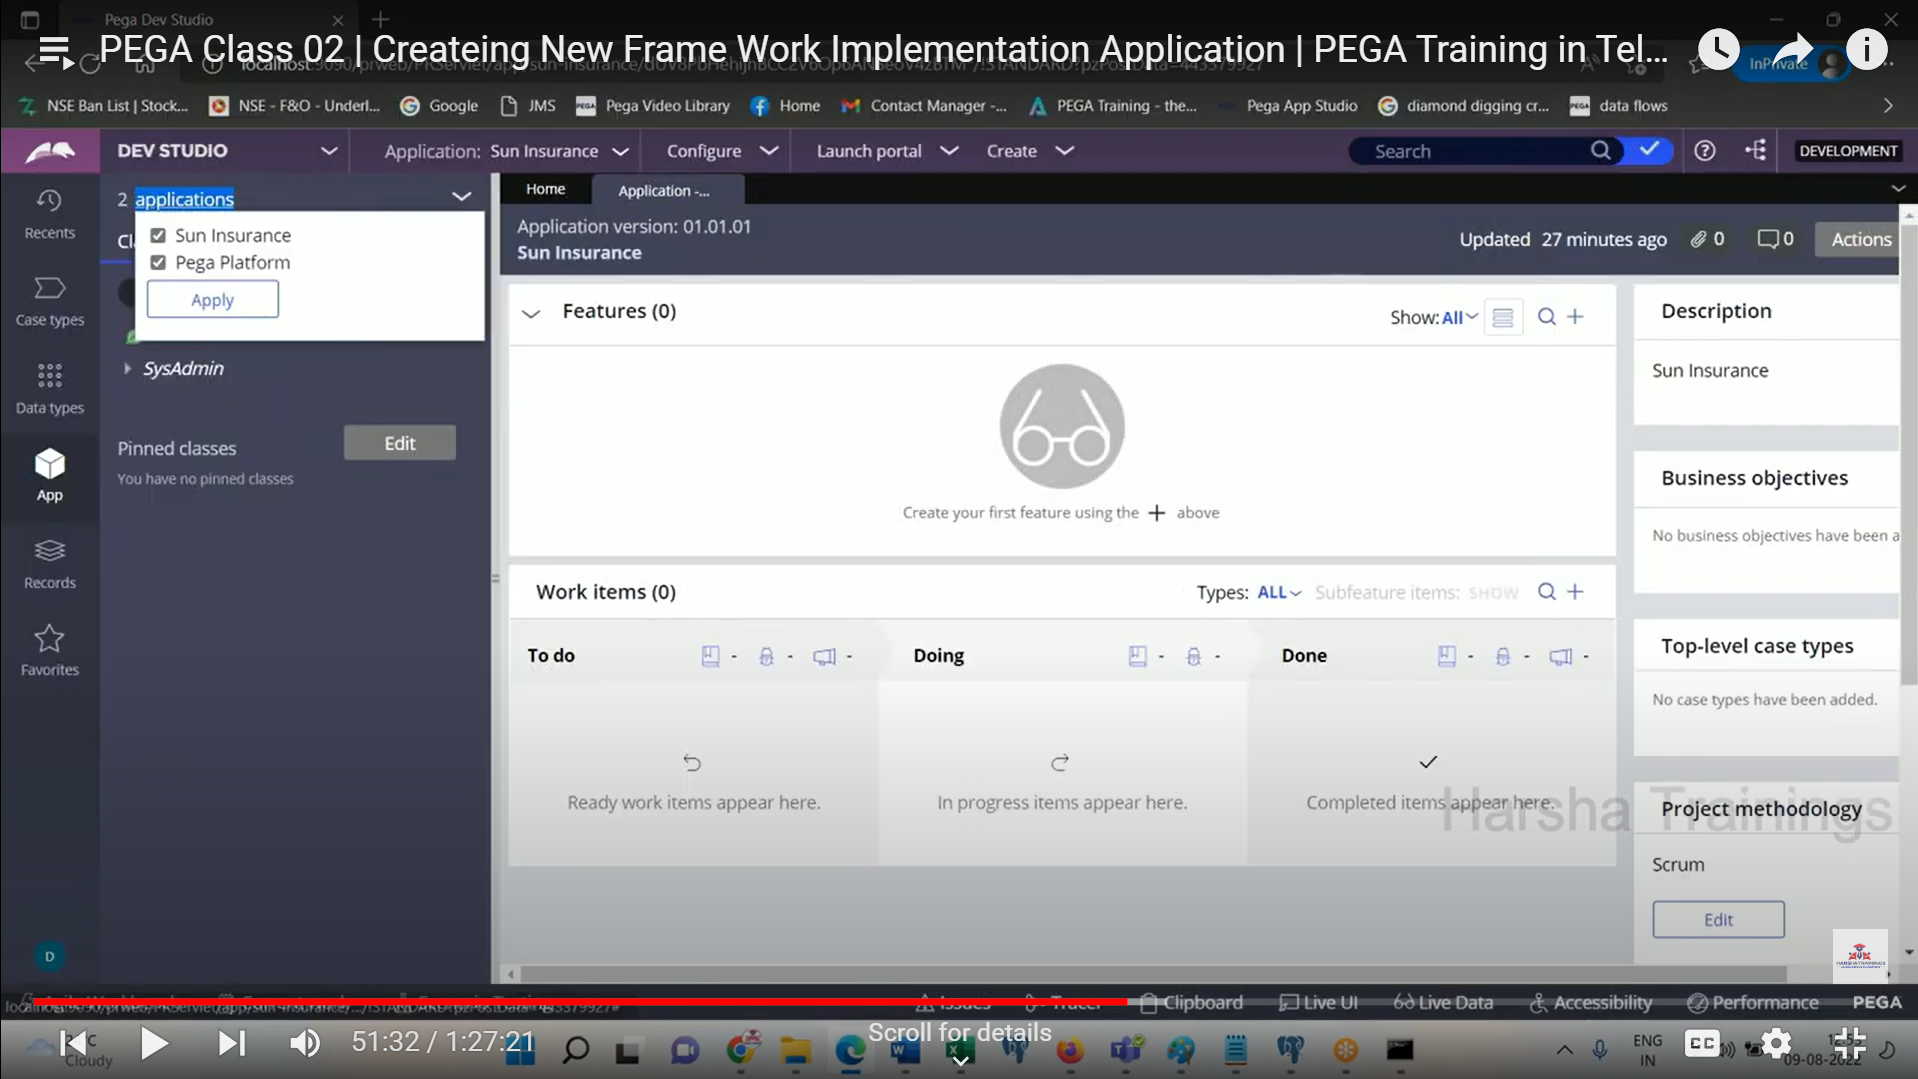 Pega Dev Studio
PEGA Class 02 | Createing New Frame Work Implementation Application | PEGA Training in Tel...
InPrivate
NSE Ban List | Stock...
NSE - F&O - Underl...
Google
JMS
Pega Video Library
Home
Contact Manager -...
PEGA Training - the...
Pega App Studio
diamond digging cr...
data flows
DEV STUDIO
Application: Sun Insurance
Configure
Launch portal
Create
Search
DEVELOPMENT
Recents
Case types
Data types
App
Records
Favorites
D
2 applications
Sun Insurance
Pega Platform
Apply
SysAdmin
Pinned classes
Edit
You have no pinned classes
Home
Application -...
Application version: 01.01.01
Sun Insurance
Updated 27 minutes ago
0
0
Actions
Features (0)
Show: All
Create your first feature using the + above
Work items (0)
Types: ALL
Subfeature items: SHOW
To do
-
-
-
Doing
-
-
Done
-
-
-
Ready work items appear here.
In progress items appear here.
Completed items appear here.
Description
Sun Insurance
Business objectives
No business objectives have been a
Top-level case types
No case types have been added.
Project methodology
Scrum
Edit
Harsha Trainings
HARSHA TRAININGS
Issues
Tracer
Clipboard
Live UI
Live Data
Accessibility
Performance
PEGA
51:32 / 1:27:21
Scroll for details
Cloudy
ENG
IN
CC
09-08-2022